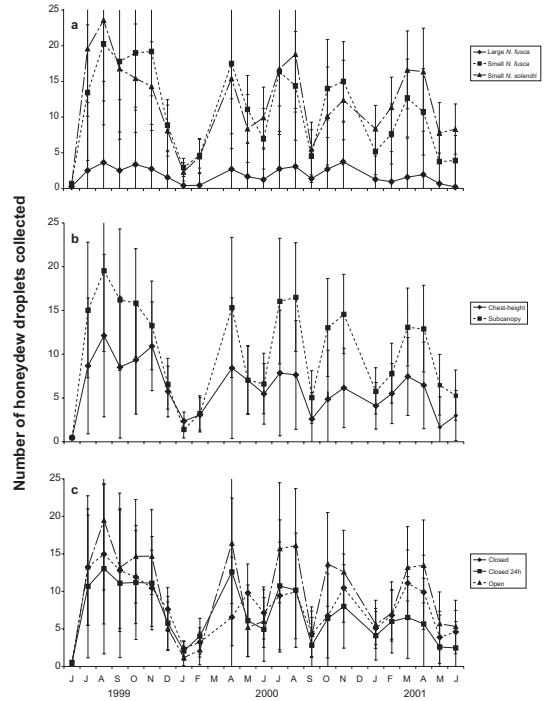 Number of honeydew droplets collected
a
25
20
15
10
5
0
Large N. fusca
Small N. fusca
Small N. solandri
b
25
20
15
10
5
0
Chest-height
Subcanopy
c
25
20
15
10
5
0
Closed
Closed 24h
Open
J J A S O N D J F M A M J J A S O N D J F M A M J
1999 2000 2001